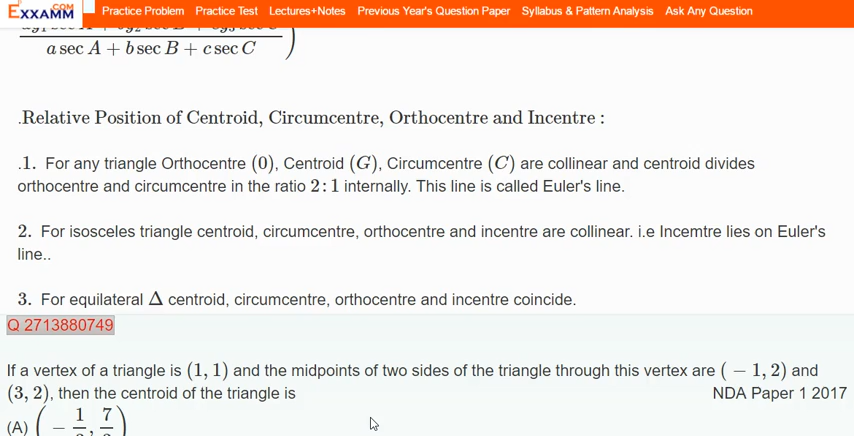 EXXAMM .COM Practice Problem Practice Test Lectures+Notes Previous Year's Question Paper Syllabus & Pattern Analysis Ask Any Question
a sec A + b sec B + c sec C
.Relative Position of Centroid, Circumcentre, Orthocentre and Incentre :
.1. For any triangle Orthocentre (0), Centroid (G), Circumcentre (C) are collinear and centroid divides
orthocentre and circumcentre in the ratio 2 : 1 internally. This line is called Euler's line.
2. For isosceles triangle centroid, circumcentre, orthocentre and incentre are collinear. i.e Incemtre lies on Euler's
line..
3. For equilateral Δ centroid, circumcentre, orthocentre and incentre coincide.
Q 2713880749
If a vertex of a triangle is (1, 1) and the midpoints of two sides of the triangle through this vertex are ( − 1, 2) and
(3, 2), then the centroid of the triangle is NDA Paper 1 2017
(A) ( − 1 , 7 )